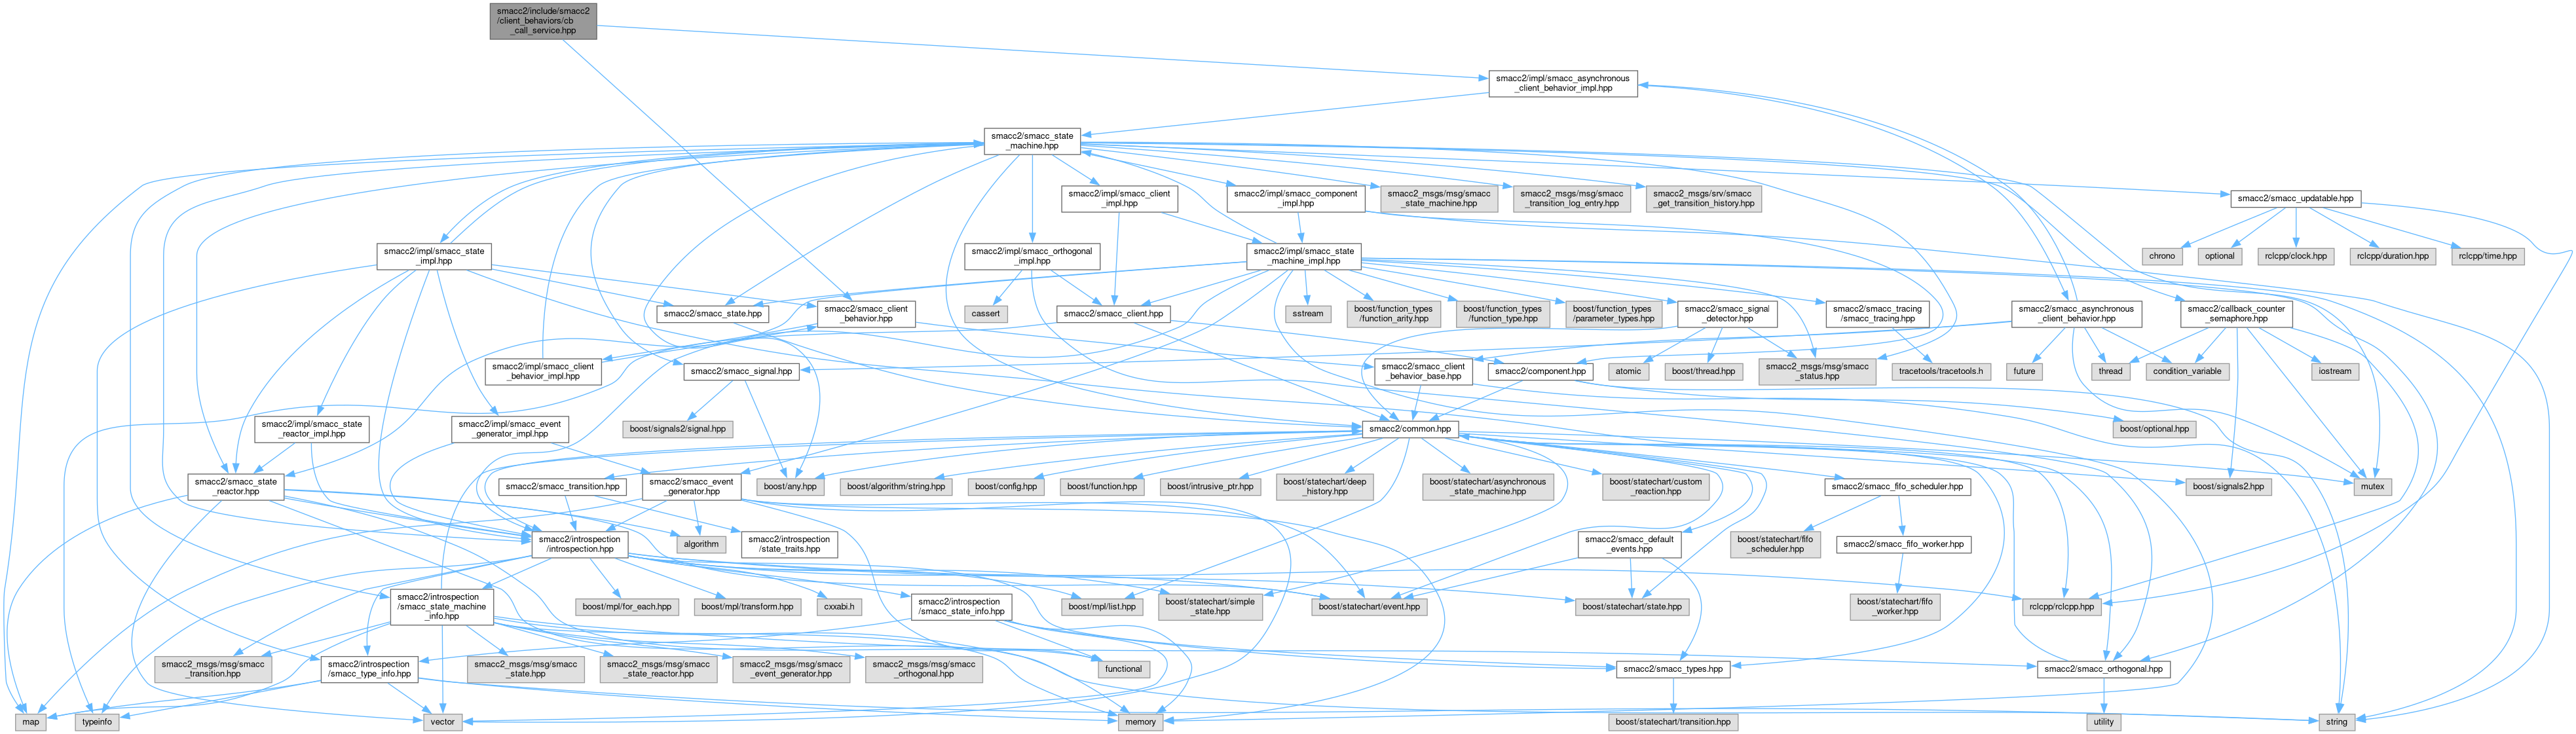 smacc2/include/smacc2
/client_behaviors/cb
_call_service.hpp
smacc2/impl/smacc_asynchronous
_client_behavior_impl.hpp
smacc2/smacc_state
_machine.hpp
smacc2/impl/smacc_client
_impl.hpp
smacc2/impl/smacc_component
_impl.hpp
smacc2_msgs/msg/smacc
_state_machine.hpp
smacc2_msgs/msg/smacc
_transition_log_entry.hpp
smacc2_msgs/srv/smacc
_get_transition_history.hpp
smacc2/smacc_updatable.hpp
smacc2/impl/smacc_state
_impl.hpp
smacc2/impl/smacc_orthogonal
_impl.hpp
smacc2/impl/smacc_state
_machine_impl.hpp
chrono
optional
rclcpp/clock.hpp
rclcpp/duration.hpp
rclcpp/time.hpp
smacc2/smacc_state.hpp
smacc2/smacc_client
_behavior.hpp
cassert
smacc2/smacc_client.hpp
sstream
boost/function_types
/function_arity.hpp
boost/function_types
/function_type.hpp
boost/function_types
/parameter_types.hpp
smacc2/smacc_signal
_detector.hpp
smacc2/smacc_tracing
/smacc_tracing.hpp
smacc2/smacc_asynchronous
_client_behavior.hpp
smacc2/callback_counter
_semaphore.hpp
smacc2/impl/smacc_client
_behavior_impl.hpp
smacc2/smacc_signal.hpp
smacc2/smacc_client
_behavior_base.hpp
smacc2/component.hpp
atomic
boost/thread.hpp
smacc2_msgs/msg/smacc
_status.hpp
tracetools/tracetools.h
future
thread
condition_variable
iostream
smacc2/impl/smacc_state
_reactor_impl.hpp
smacc2/impl/smacc_event
_generator_impl.hpp
boost/signals2/signal.hpp
smacc2/common.hpp
boost/optional.hpp
smacc2/smacc_state
_reactor.hpp
smacc2/smacc_transition.hpp
smacc2/smacc_event
_generator.hpp
boost/any.hpp
boost/algorithm/string.hpp
boost/config.hpp
boost/function.hpp
boost/intrusive_ptr.hpp
boost/statechart/deep
_history.hpp
boost/statechart/asynchronous
_state_machine.hpp
boost/statechart/custom
_reaction.hpp
smacc2/smacc_fifo_scheduler.hpp
boost/signals2.hpp
mutex
smacc2/introspection
/introspection.hpp
algorithm
smacc2/introspection
/state_traits.hpp
smacc2/smacc_default
_events.hpp
boost/statechart/fifo
_scheduler.hpp
smacc2/smacc_fifo_worker.hpp
smacc2/introspection
/smacc_state_machine
_info.hpp
boost/mpl/for_each.hpp
boost/mpl/transform.hpp
cxxabi.h
smacc2/introspection
/smacc_state_info.hpp
boost/mpl/list.hpp
boost/statechart/simple
_state.hpp
boost/statechart/event.hpp
boost/statechart/state.hpp
boost/statechart/fifo
_worker.hpp
rclcpp/rclcpp.hpp
smacc2_msgs/msg/smacc
_transition.hpp
smacc2/introspection
/smacc_type_info.hpp
smacc2_msgs/msg/smacc
_state.hpp
smacc2_msgs/msg/smacc
_state_reactor.hpp
smacc2_msgs/msg/smacc
_event_generator.hpp
smacc2_msgs/msg/smacc
_orthogonal.hpp
functional
smacc2/smacc_types.hpp
smacc2/smacc_orthogonal.hpp
map
typeinfo
vector
memory
boost/statechart/transition.hpp
utility
string